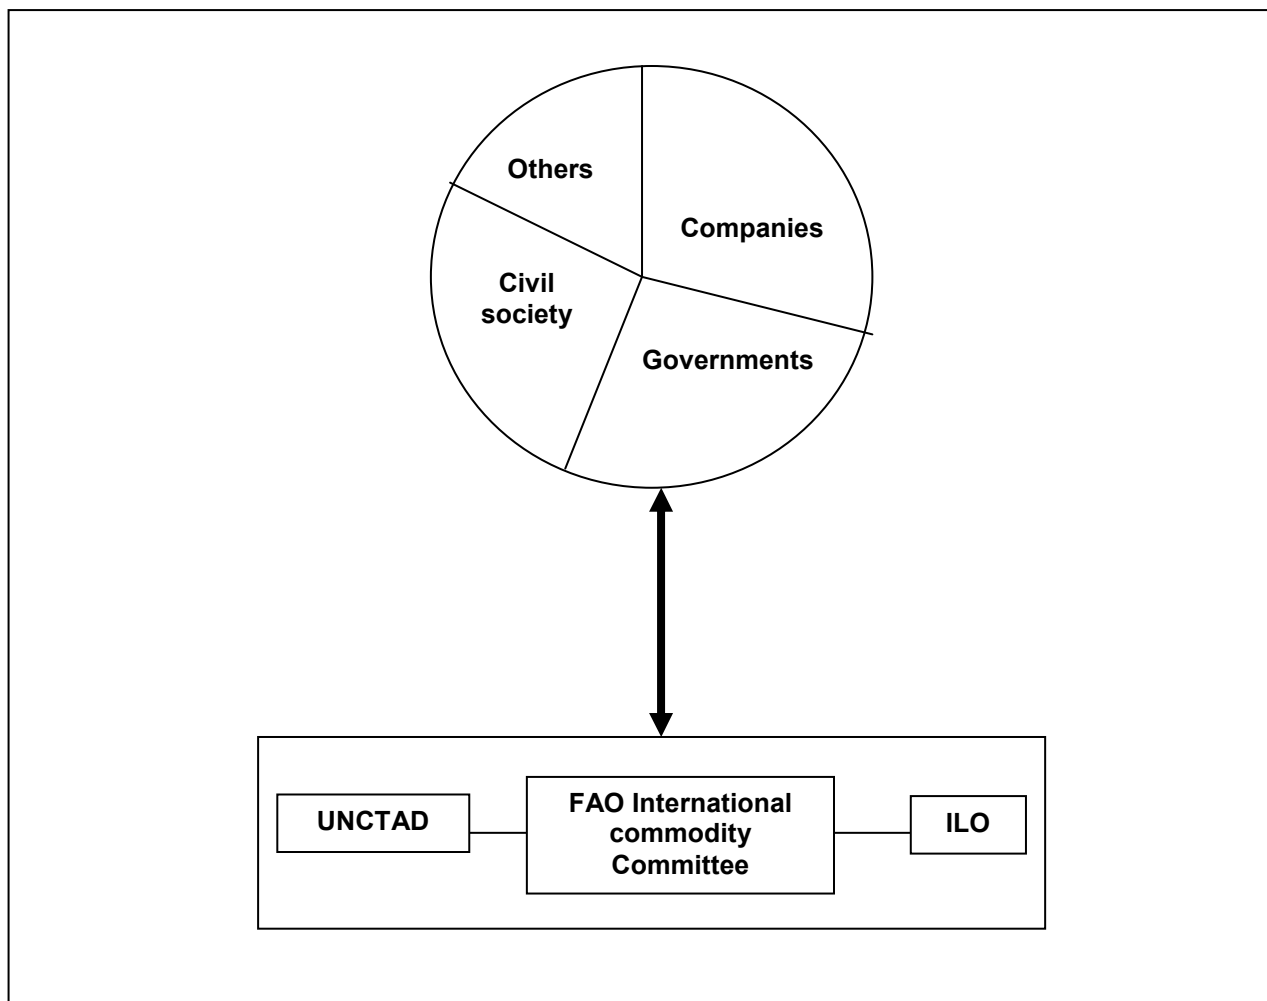 Others
Companies
Civil
society
Governments
UNCTAD
FAO International
commodity
Committee
ILO